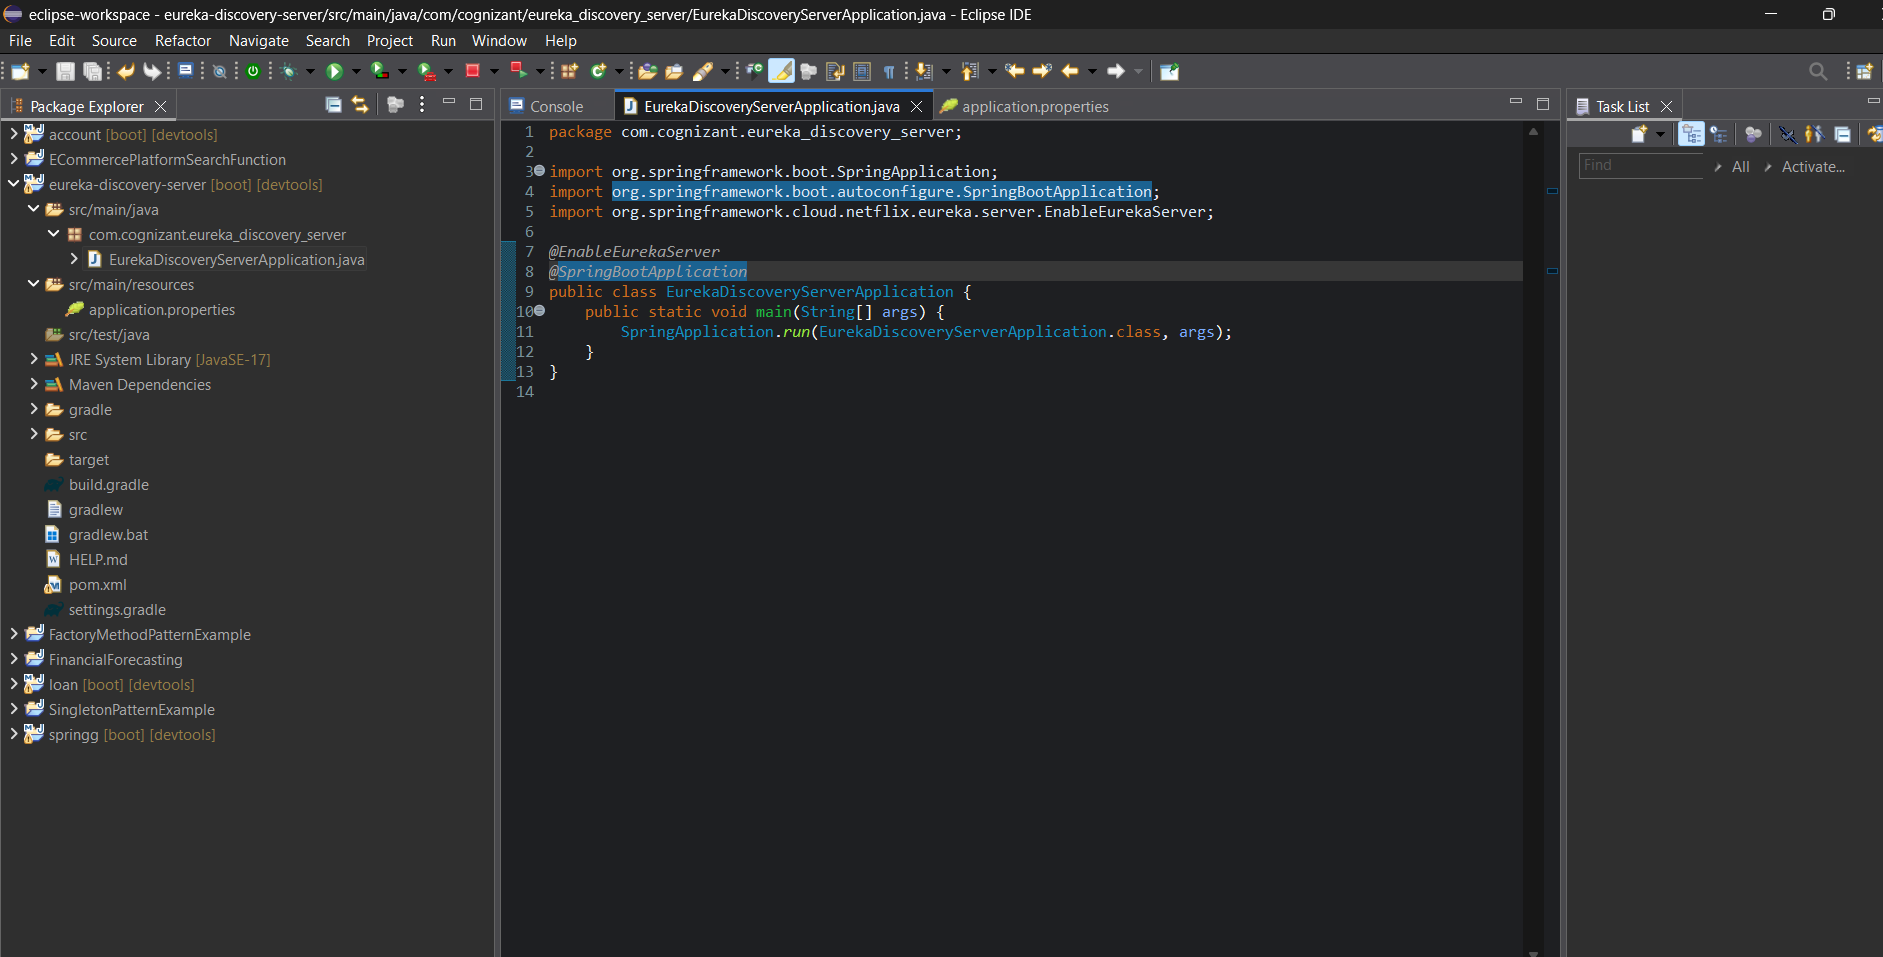 eclipse-workspace - eureka-discovery-server/src/main/java/com/cognizant/eureka_discovery_server/EurekaDiscoveryServerApplication.java - Eclipse IDE
File Edit Source Refactor Navigate Search Project Run Window Help
Package Explorer
account [boot] [devtools]
ECommercePlatformSearchFunction
eureka-discovery-server [boot] [devtools]
src/main/java
com.cognizant.eureka_discovery_server
EurekaDiscoveryServerApplication.java
src/main/resources
application.properties
src/test/java
JRE System Library [JavaSE-17]
Maven Dependencies
gradle
src
target
build.gradle
gradlew
gradlew.bat
HELP.md
pom.xml
settings.gradle
FactoryMethodPatternExample
FinancialForecasting
loan [boot] [devtools]
SingletonPatternExample
springg [boot] [devtools]
Console EurekaDiscoveryServerApplication.java application.properties
1 package com.cognizant.eureka_discovery_server;
2
3 import org.springframework.boot.SpringApplication;
4 import org.springframework.boot.autoconfigure.SpringBootApplication;
5 import org.springframework.cloud.netflix.eureka.server.EnableEurekaServer;
6
7 @EnableEurekaServer
8 @SpringBootApplication
9 public class EurekaDiscoveryServerApplication {
10 public static void main(String[] args) {
11 SpringApplication.run(EurekaDiscoveryServerApplication.class, args);
12 }
13 }
14
Task List
Find All Activate...